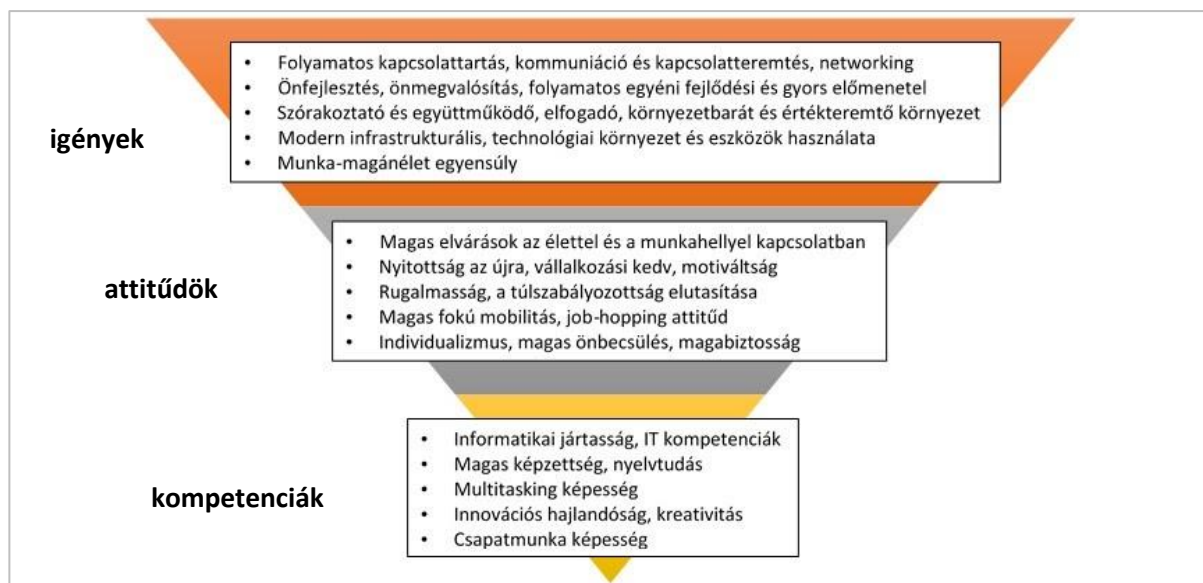 igények
• Folyamatos kapcsolattartás, kommuniáció és kapcsolatteremtés, networking
• Önfejlesztés, önmegvalósítás, folyamatos egyéni fejlődési és gyors előmenetel
• Szórakoztató és együttműködő, elfogadó, környezetbarát és értékteremtő környezet
• Modern infrastrukturális, technológiai környezet és eszközök használata
• Munka-magánélet egyensúly
attitűdök
• Magas elvárások az élettel és a munkahellyel kapcsolatban
• Nyitottság az újra, vállalkozási kedv, motiváltság
• Rugalmasság, a túlszabályozottság elutasítása
• Magas fokú mobilitás, job-hopping attitűd
• Individualizmus, magas önbecsülés, magabiztosság
kompetenciák
• Informatikai jártasság, IT kompetenciák
• Magas képzettség, nyelvtudás
• Multitasking képesség
• Innovációs hajlandóság, kreativitás
• Csapatmunka képesség